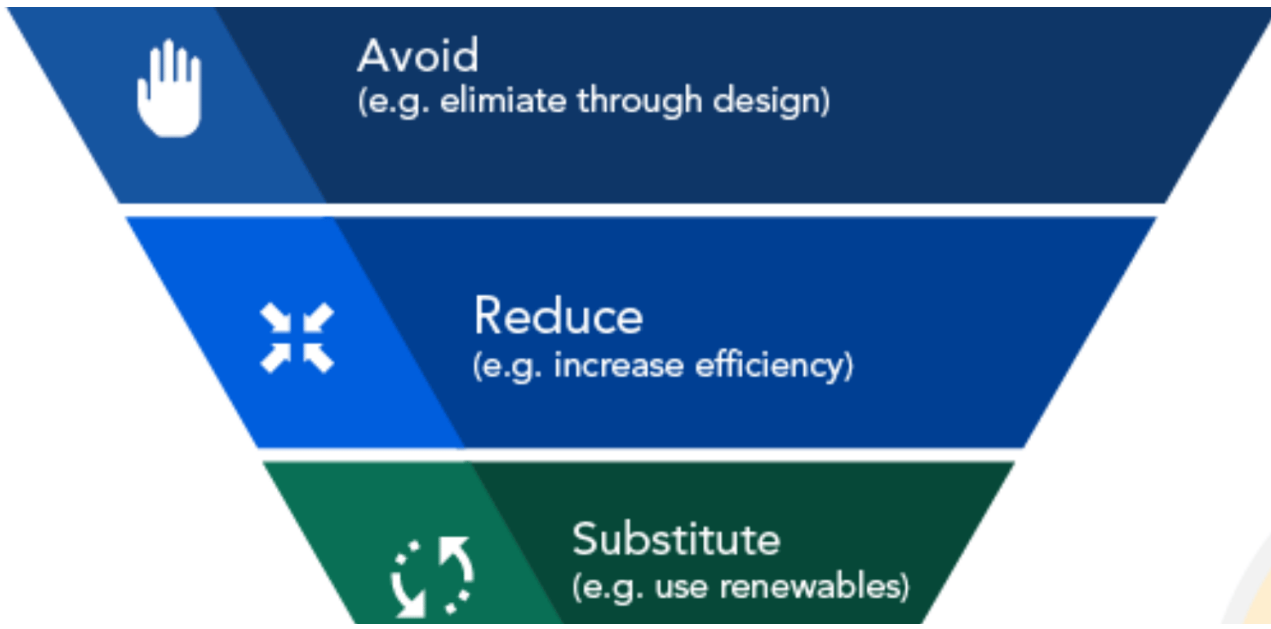 Avoid
(e.g. elimiate through design)
Reduce
(e.g. increase efficiency)
Substitute
(e.g. use renewables)